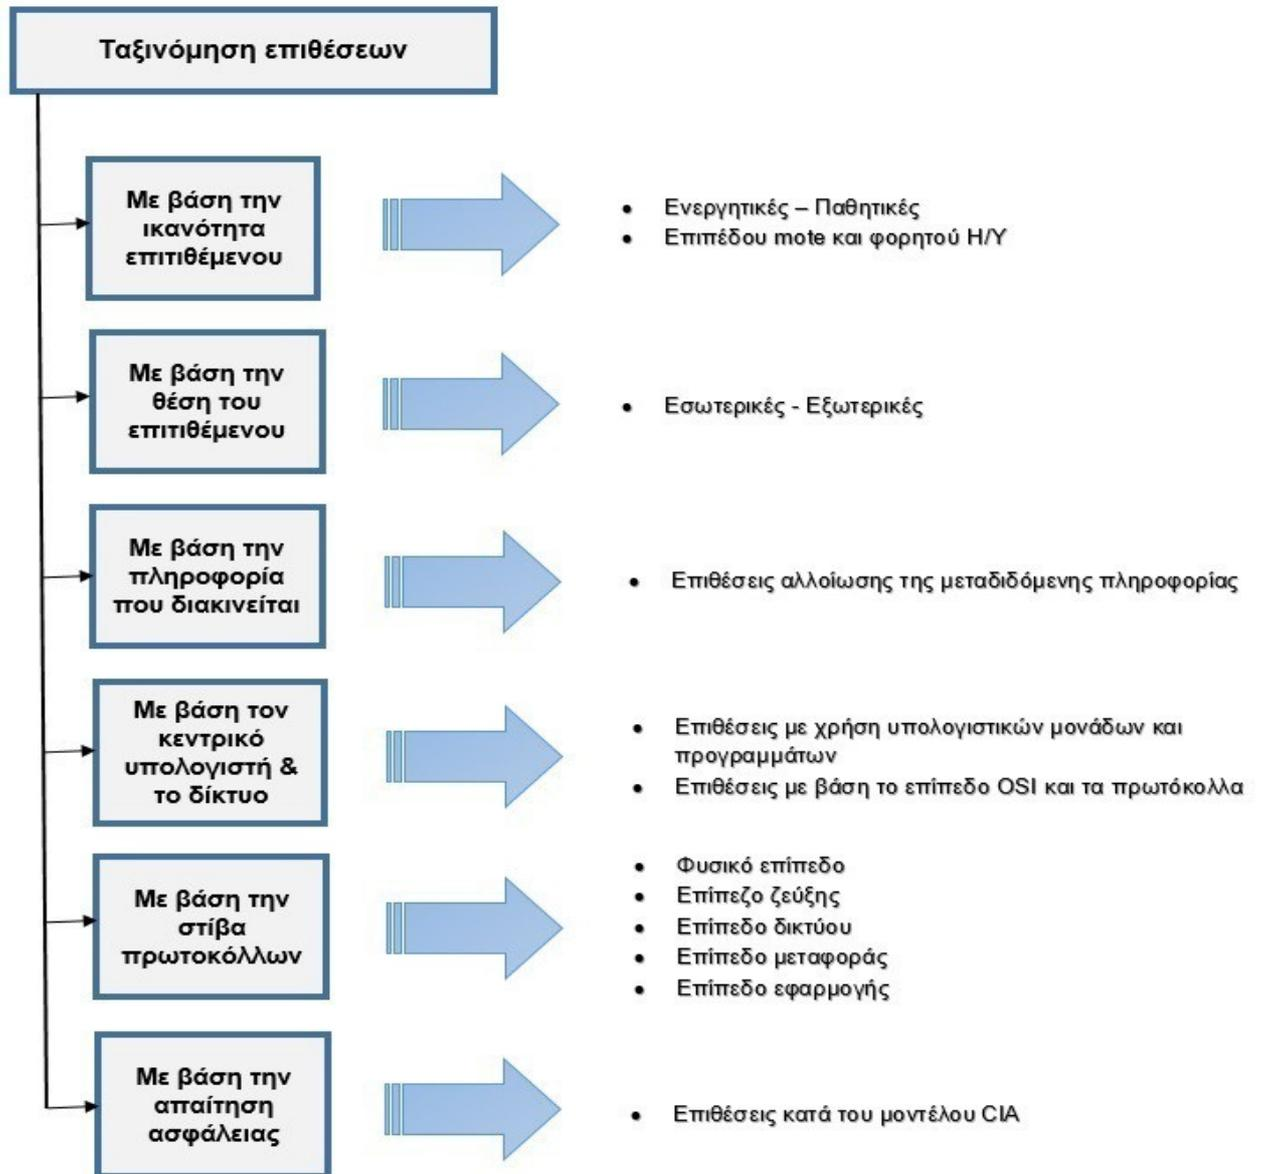 Ταξινόμηση επιθέσεων
Με βάση την
ικανότητα
επιτιθέμενου
• Ενεργητικές – Παθητικές
• Επιπέδου mote και φορητού Η/Υ
Με βάση την
θέση του
επιτιθέμενου
• Εσωτερικές - Εξωτερικές
Με βάση την
πληροφορία
που διακινείται
• Επιθέσεις αλλοίωσης της μεταδιδόμενης πληροφορίας
Με βάση τον
κεντρικό
υπολογιστή &
το δίκτυο
• Επιθέσεις με χρήση υπολογιστικών μονάδων και
προγραμμάτων
• Επιθέσεις με βάση το επίπεδο OSI και τα πρωτόκολλα
Με βάση την
στίβα
πρωτοκόλλων
• Φυσικό επίπεδο
• Επίπεζο ζεύξης
• Επίπεδο δικτύου
• Επίπεδο μεταφοράς
• Επίπεδο εφαρμογής
Με βάση την
απαίτηση
ασφάλειας
• Επιθέσεις κατά του μοντέλου CIA